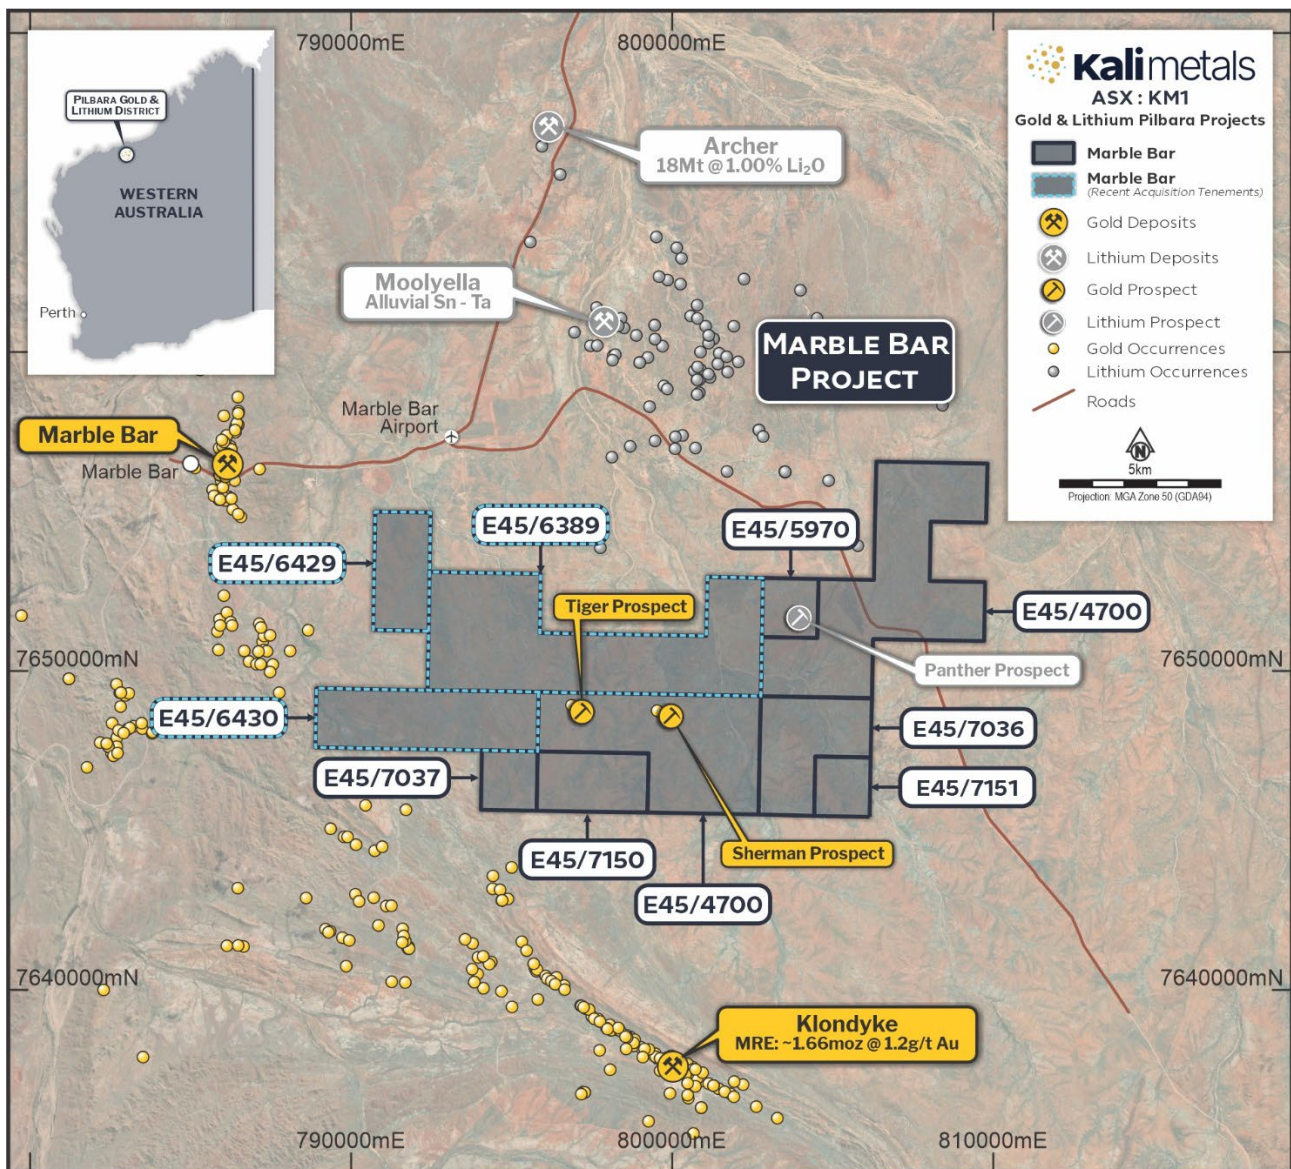 790000mE
800000mE
PILBARA GOLD &
LITHIUM DISTRICT
WESTERN
AUSTRALIA
Perth
Kalimetals
ASX : KM1
Gold & Lithium Pilbara Projects
Marble Bar
Marble Bar
(Recent Acquisition Tenements)
Gold Deposits
Lithium Deposits
Gold Prospect
Lithium Prospect
Gold Occurrences
Lithium Occurrences
Roads
N
5km
Projection: MGA Zone 50 (GDA94)
Archer
18Mt @ 1.00% Li₂O
Moolyella
Alluvial Sn - Ta
MARBLE BAR
PROJECT
Marble Bar
Airport
Marble Bar
Marble Bar
E45/6389
E45/5970
E45/6429
Tiger Prospect
E45/4700
7650000mN
7650000mN
Panther Prospect
E45/6430
E45/7036
E45/7037
E45/7151
E45/7150
Sherman Prospect
E45/4700
7640000mN
7640000mN
Klondyke
MRE: ~1.66moz @ 1.2g/t Au
790000mE
800000mE
810000mE